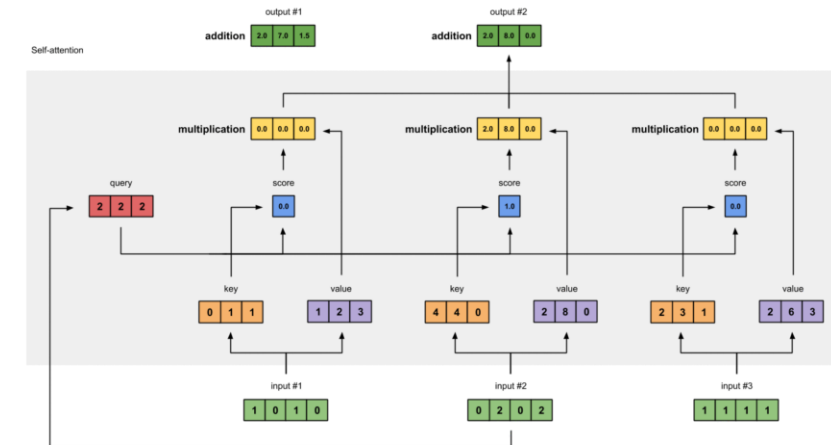 output #1 output #2
addition 2.0 7.0 1.5 addition 2.0 8.0 0.0
Self-attention
multiplication 0.0 0.0 0.0 multiplication 2.0 8.0 0.0 multiplication 0.0 0.0 0.0
query score score score
2 2 2 0.0 1.0 0.0
key value key value key value
0 1 1 1 2 3 4 4 0 2 8 0 2 3 1 2 6 3
input #1 input #2 input #3
1 0 1 0 0 2 0 2 1 1 1 1